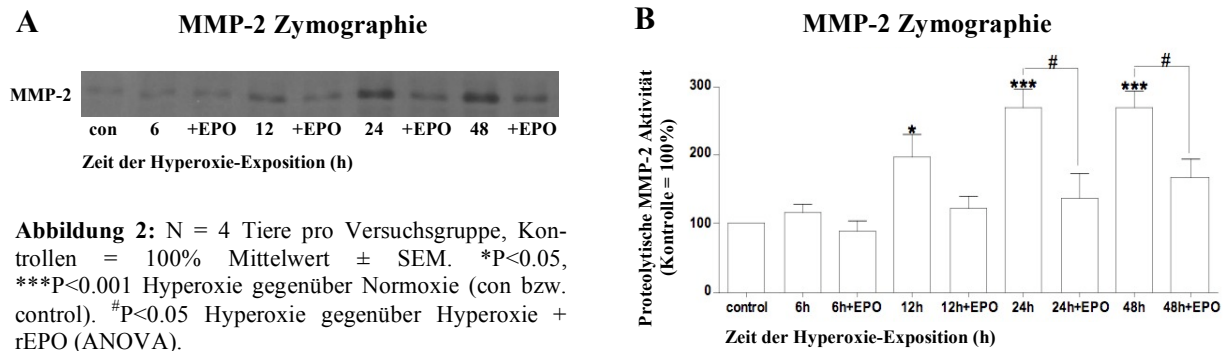 A
MMP-2 Zymographie
MMP-2
con 6 +EPO 12 +EPO 24 +EPO 48 +EPO
Zeit der Hyperoxie-Exposition (h)
Abbildung 2: N = 4 Tiere pro Versuchsgruppe, Kon-
trollen = 100% Mittelwert ± SEM. *P<0.05,
***P<0.001 Hyperoxie gegenüber Normoxie (con bzw.
control). #P<0.05 Hyperoxie gegenüber Hyperoxie +
rEPO (ANOVA).
B
MMP-2 Zymographie
Proteolytische MMP-2 Aktivität
(Kontrolle = 100%)
300
200
100
0
*
***
#
***
#
control 6h 6h+EPO 12h 12h+EPO 24h 24h+EPO 48h 48h+EPO
Zeit der Hyperoxie-Exposition (h)